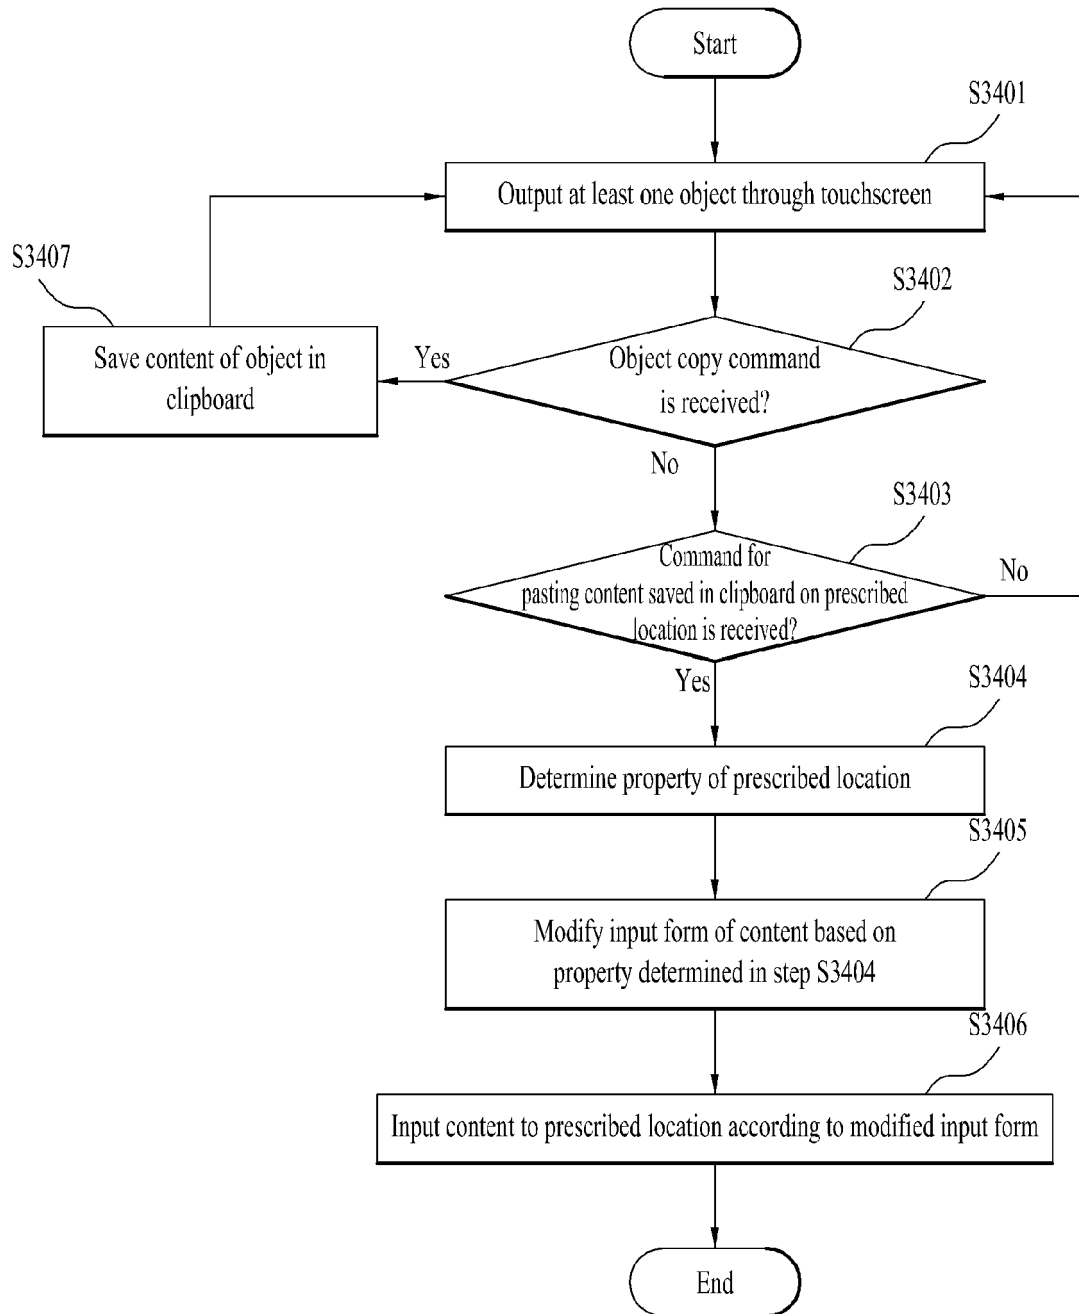 Start
S3401
Output at least one object through touchscreen
S3407
S3402
Save content of object in
clipboard
Yes
Object copy command
is received?
No
S3403
Command for
pasting content saved in clipboard on prescribed
location is received?
No
Yes
S3404
Determine property of prescribed location
S3405
Modify input form of content based on
property determined in step S3404
S3406
Input content to prescribed location according to modified input form
End